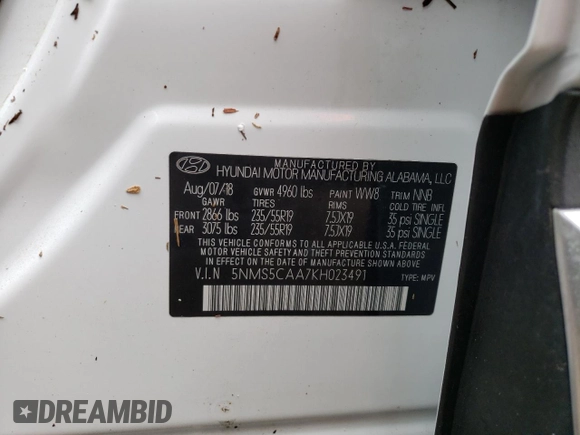 MANUFACTURED BY
HYUNDAI MOTOR MANUFACTURING ALABAMA, LLC
Aug/07/18 GVWR 4960 lbs PAINT WW8 TRIM NNB
GAWR TIRES RIMS COLD TIRE INFL.
FRONT 2866 lbs 235/55R19 7.5JX19 35 psi SINGLE
REAR 3075 lbs 235/55R19 7.5JX19 35 psi SINGLE
THIS VEHICLE CONFORMS TO ALL APPLICABLE U.S.A. FEDERAL
MOTOR VEHICLE SAFETY, BUMPER, AND THEFT PREVENTION STANDARDS
IN EFFECT ON THE DATE OF MANUFACTURE SHOWN ABOVE.
V.I.N 5NMS5CAA7KH023491 TYPE: MPV
DREAMBID